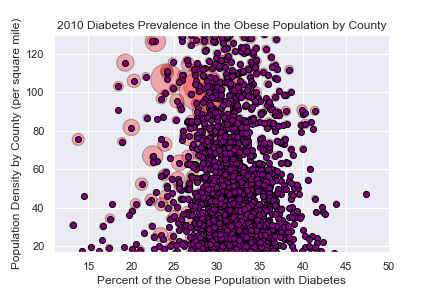 2010 Diabetes Prevalence in the Obese Population by County
Population Density by County (per square mile)
120
100
80
60
40
20
15 20 25 30 35 40 45 50
Percent of the Obese Population with Diabetes